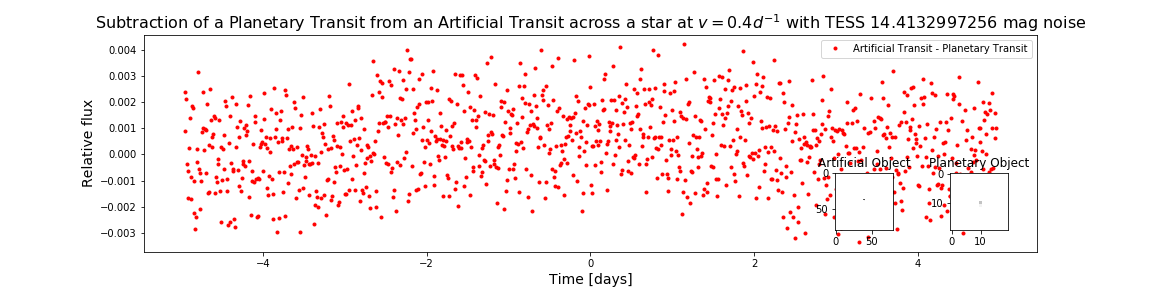 Subtraction of a Planetary Transit from an Artificial Transit across a star at v = 0.4d⁻¹ with TESS 14.4132997256 mag noise
Artificial Transit - Planetary Transit
Relative flux
0.004
0.003
0.002
0.001
0.000
−0.001
−0.002
−0.003
Artificial Object
0
50
0 50
Planetary Object
0
10
0 10
−4 −2 0 2 4
Time [days]